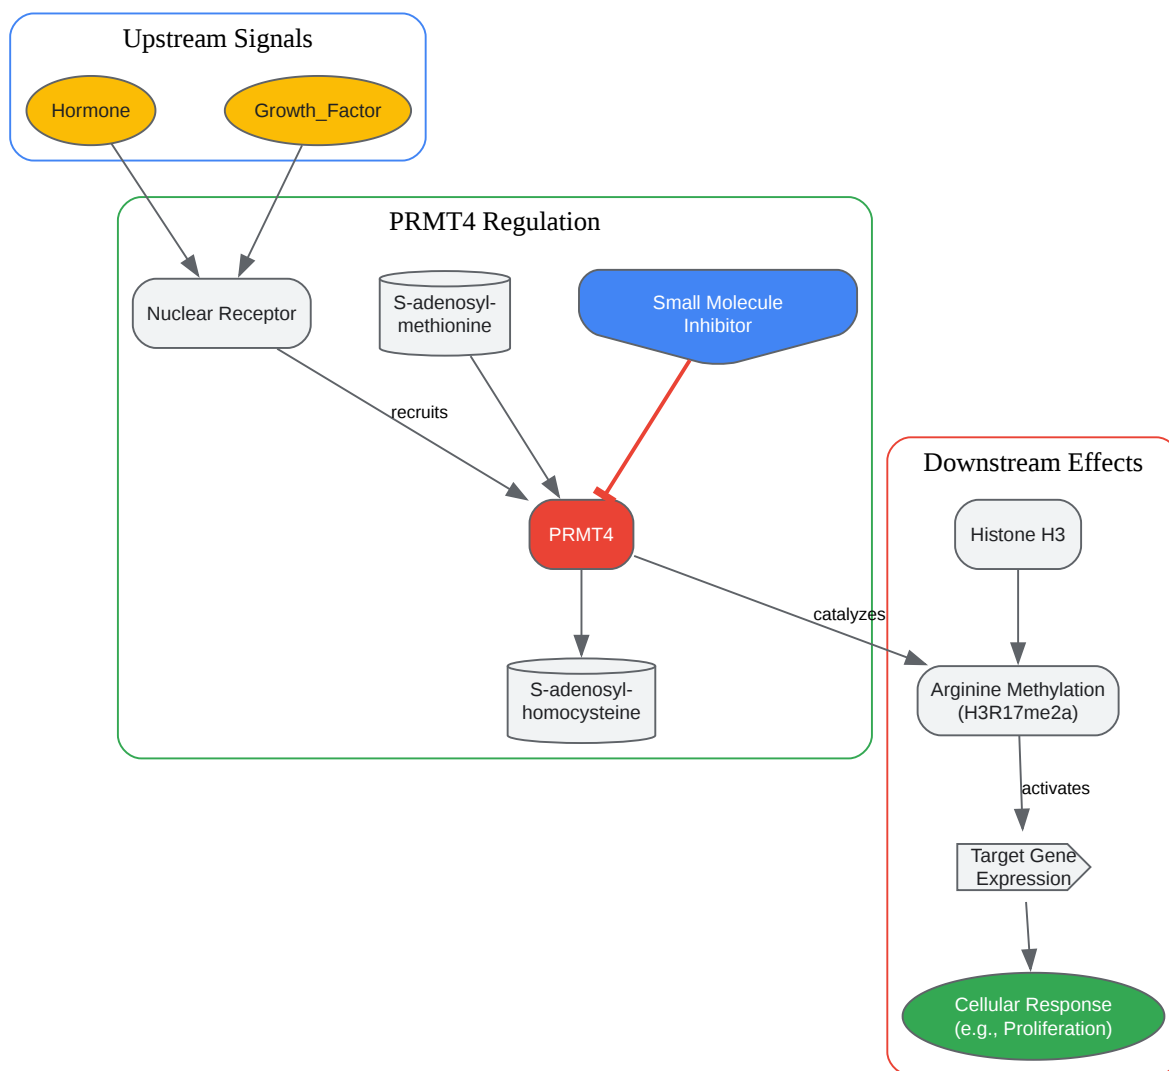 Upstream Signals
Hormone
Growth_Factor
PRMT4 Regulation
Nuclear Receptor
S-adenosyl-
methionine
Small Molecule
Inhibitor
recruits
PRMT4
catalyzes
S-adenosyl-
homocysteine
Downstream Effects
Histone H3
Arginine Methylation
(H3R17me2a)
activates
Target Gene
Expression
Cellular Response
(e.g., Proliferation)